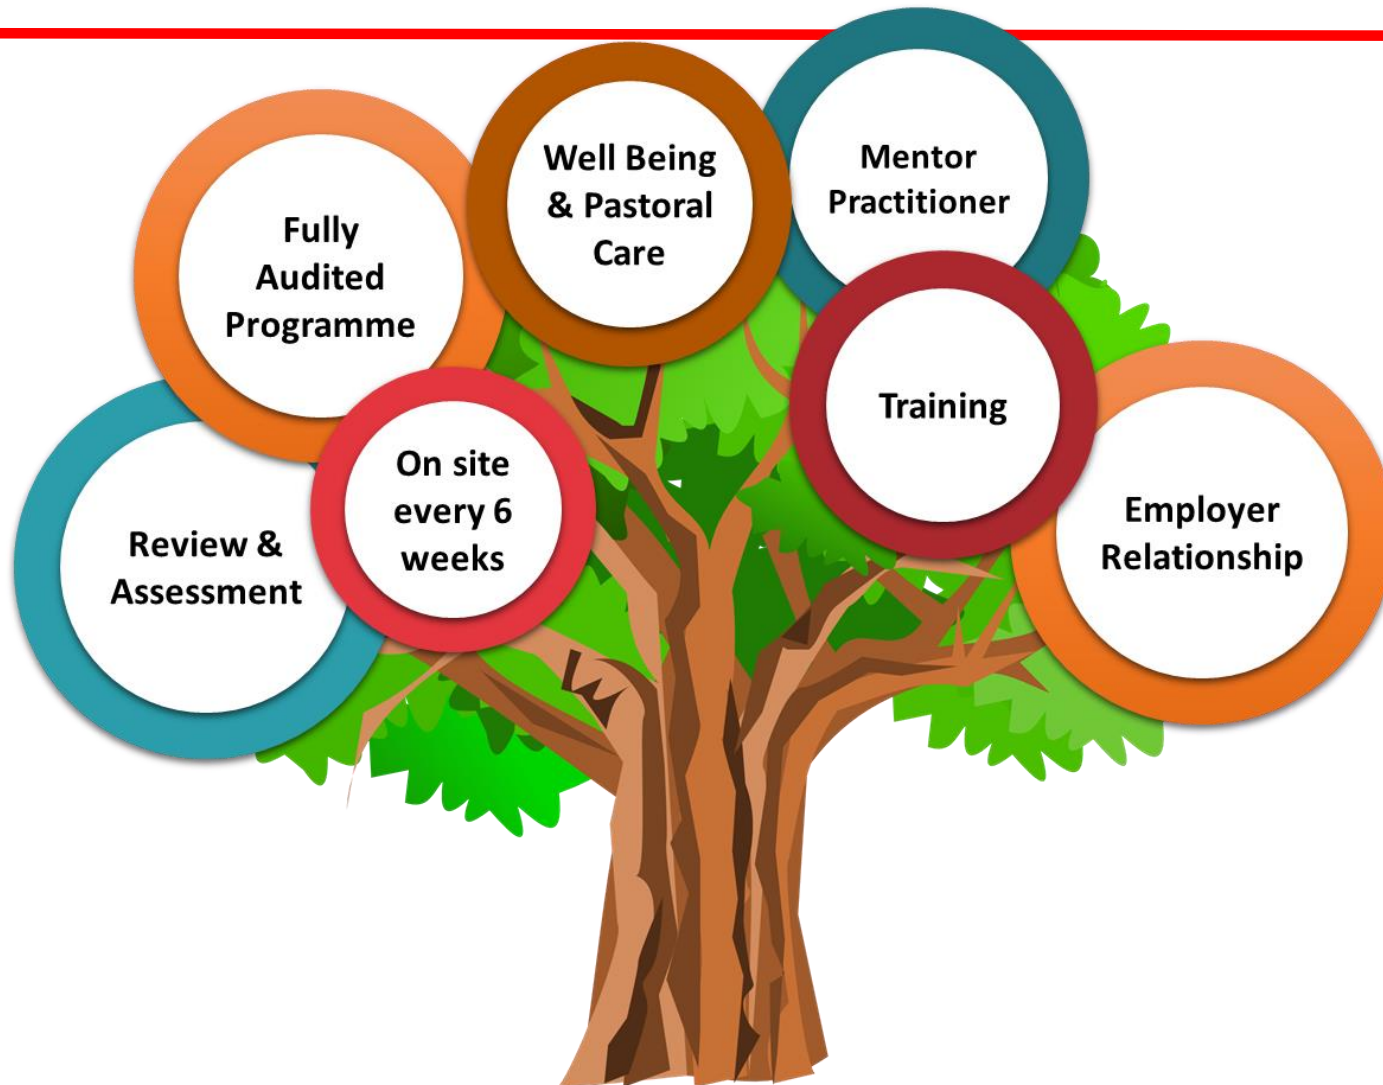 Fully
Audited
Programme
Well Being
& Pastoral
Care
Mentor
Practitioner
Review &
Assessment
On site
every 6
weeks
Training
Employer
Relationship